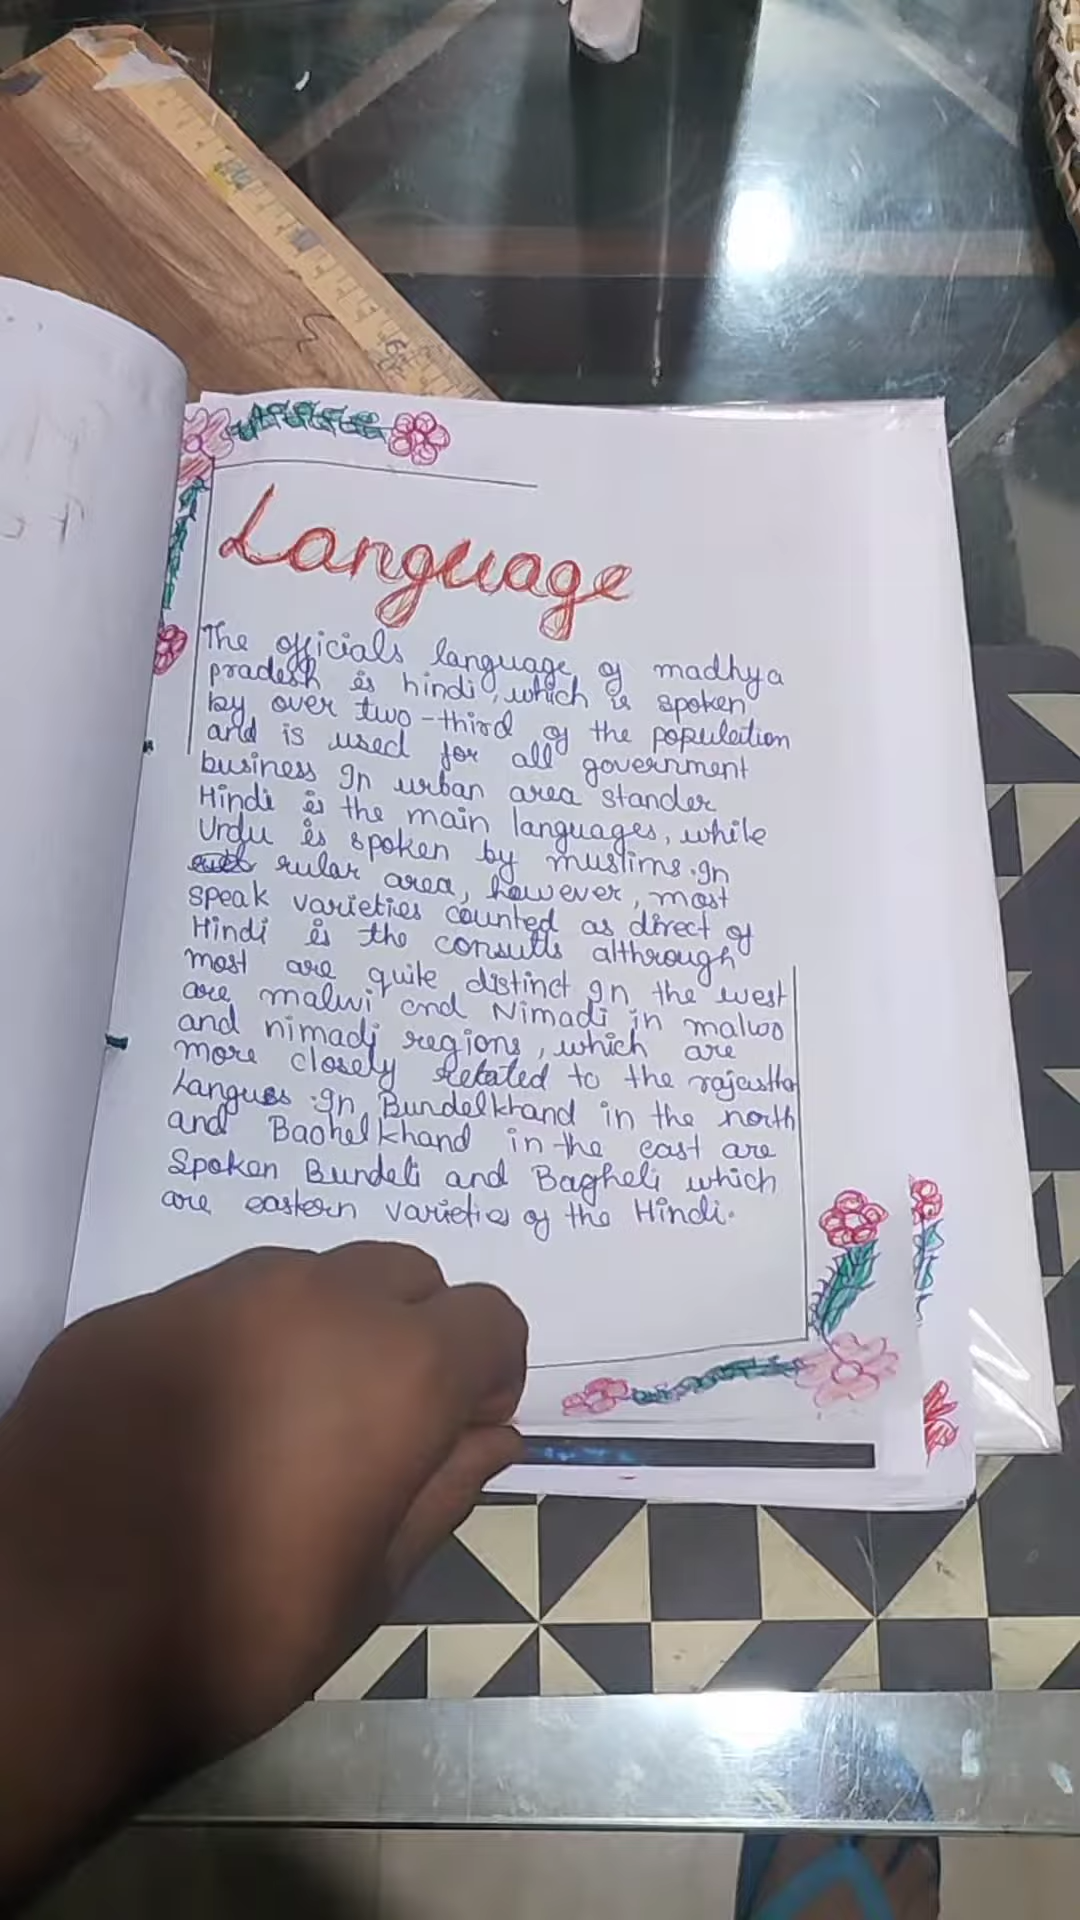 Language
The officials language of madhya
pradesh is hindi, which is spoken
by over two-third of the population
and is used for all government
business In urban area stander
Hindi is the main languages, while
Urdu is spoken by muslims. In
rular area, however, most
speak varieties counted as direct of
Hindi is the consults althrough
most are quite distinct In the west
are malwi and Nimadi in malwo
and nimadi regions, which are
more closely related to the
Langues. In Bundelkhand in the north
and Baohelkhand in the east are
Spoken Bundeli and Bagheli which
are eastern varieties of the Hindi.